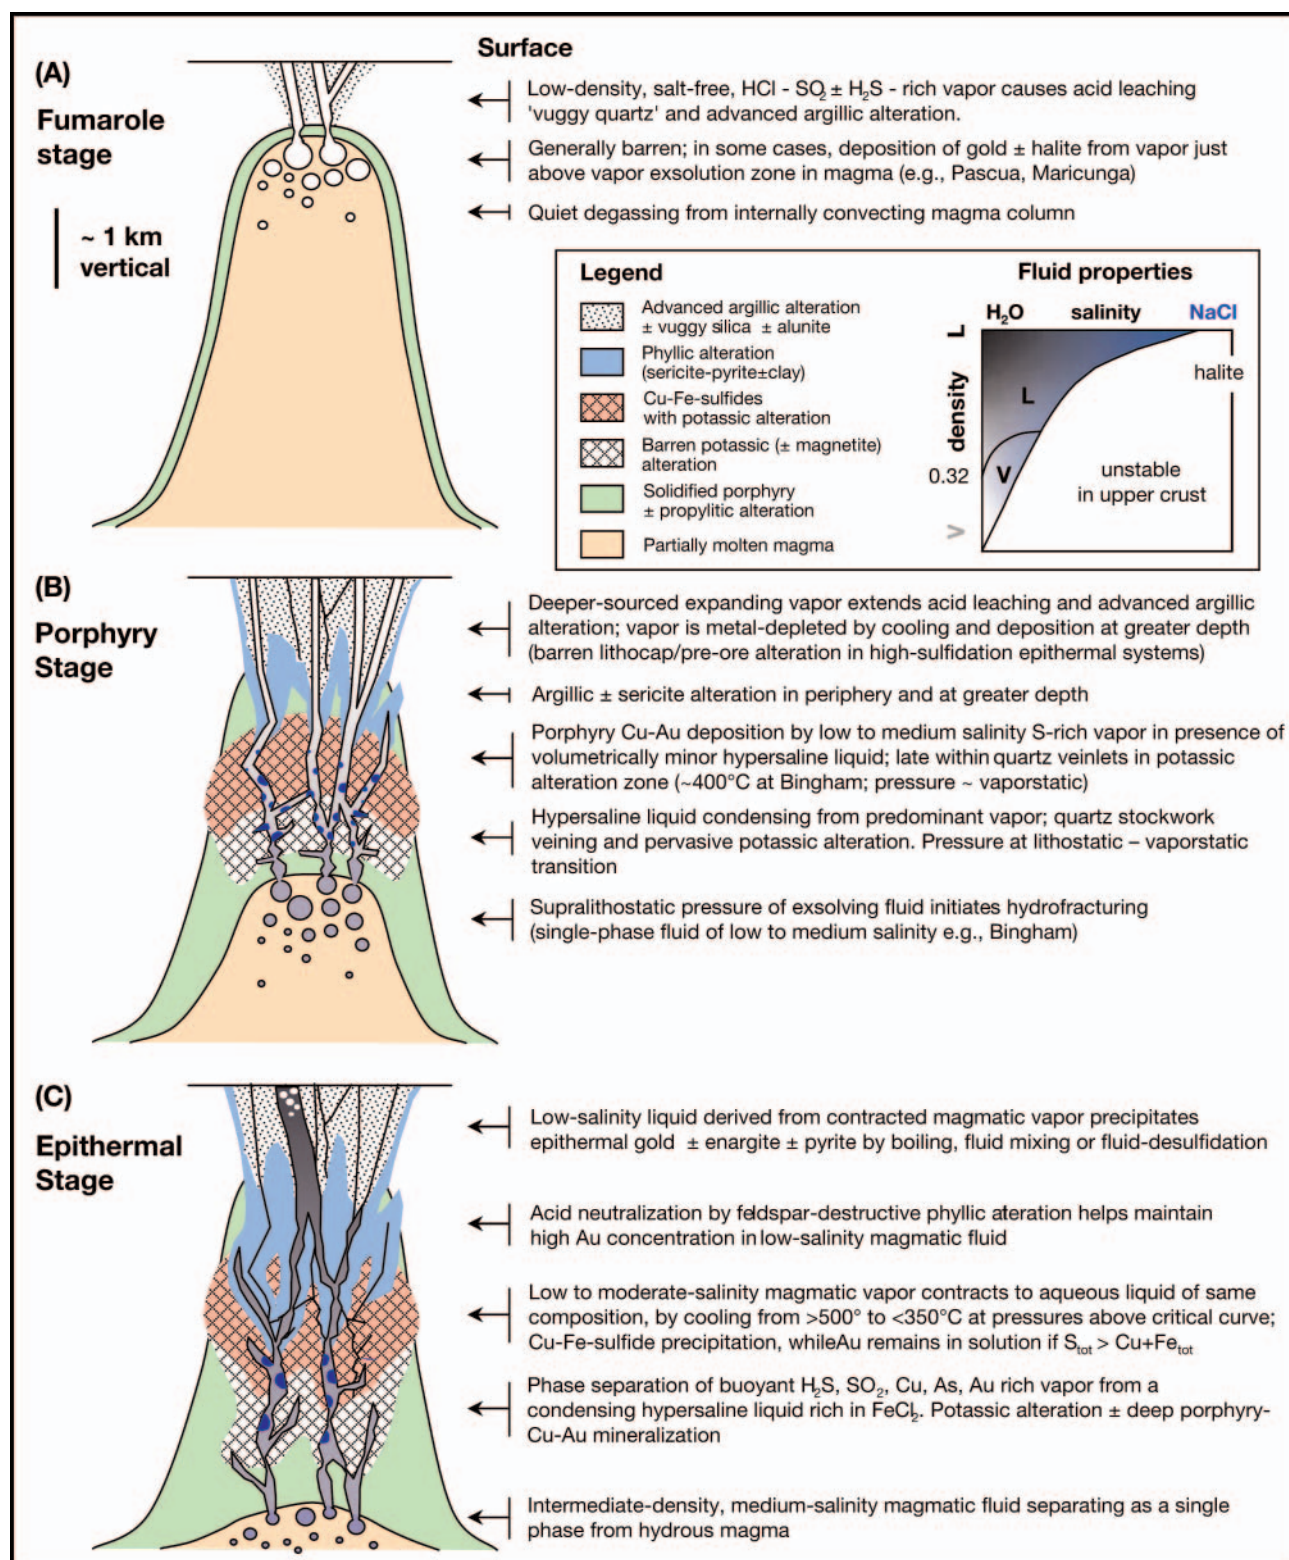 Surface
(A)
Fumarole
stage
~ 1 km
vertical
Low-density, salt-free, HCl - SO₂ ± H₂S - rich vapor causes acid leaching
'vuggy quartz' and advanced argillic alteration.
Generally barren; in some cases, deposition of gold ± halite from vapor just
above vapor exsolution zone in magma (e.g., Pascua, Maricunga)
Quiet degassing from internally convecting magma column
Legend
Advanced argillic alteration
± vuggy silica ± alunite
Phyllic alteration
(sericite-pyrite±clay)
Cu-Fe-sulfides
with potassic alteration
Barren potassic (± magnetite)
alteration
Solidified porphyry
± propylitic alteration
Partially molten magma
Fluid properties
H₂O salinity NaCl
L
density
0.32
V
L
V
halite
unstable
in upper crust
(B)
Porphyry
Stage
Deeper-sourced expanding vapor extends acid leaching and advanced argillic
alteration; vapor is metal-depleted by cooling and deposition at greater depth
(barren lithocap/pre-ore alteration in high-sulfidation epithermal systems)
Argillic ± sericite alteration in periphery and at greater depth
Porphyry Cu-Au deposition by low to medium salinity S-rich vapor in presence of
volumetrically minor hypersaline liquid; late within quartz veinlets in potassic
alteration zone (~400°C at Bingham; pressure ~ vaporstatic)
Hypersaline liquid condensing from predominant vapor; quartz stockwork
veining and pervasive potassic alteration. Pressure at lithostatic – vaporstatic
transition
Supralithostatic pressure of exsolving fluid initiates hydrofracturing
(single-phase fluid of low to medium salinity e.g., Bingham)
(C)
Epithermal
Stage
Low-salinity liquid derived from contracted magmatic vapor precipitates
epithermal gold ± enargite ± pyrite by boiling, fluid mixing or fluid-desulfidation
Acid neutralization by feldspar-destructive phyllic ateration helps maintain
high Au concentration in low-salinity magmatic fluid
Low to moderate-salinity magmatic vapor contracts to aqueous liquid of same
composition, by cooling from >500° to <350°C at pressures above critical curve;
Cu-Fe-sulfide precipitation, whileAu remains in solution if Sₜₒₜ > Cu+Feₜₒₜ
Phase separation of buoyant H₂S, SO₂, Cu, As, Au rich vapor from a
condensing hypersaline liquid rich in FeCl₂. Potassic alteration ± deep porphyry-
Cu-Au mineralization
Intermediate-density, medium-salinity magmatic fluid separating as a single
phase from hydrous magma